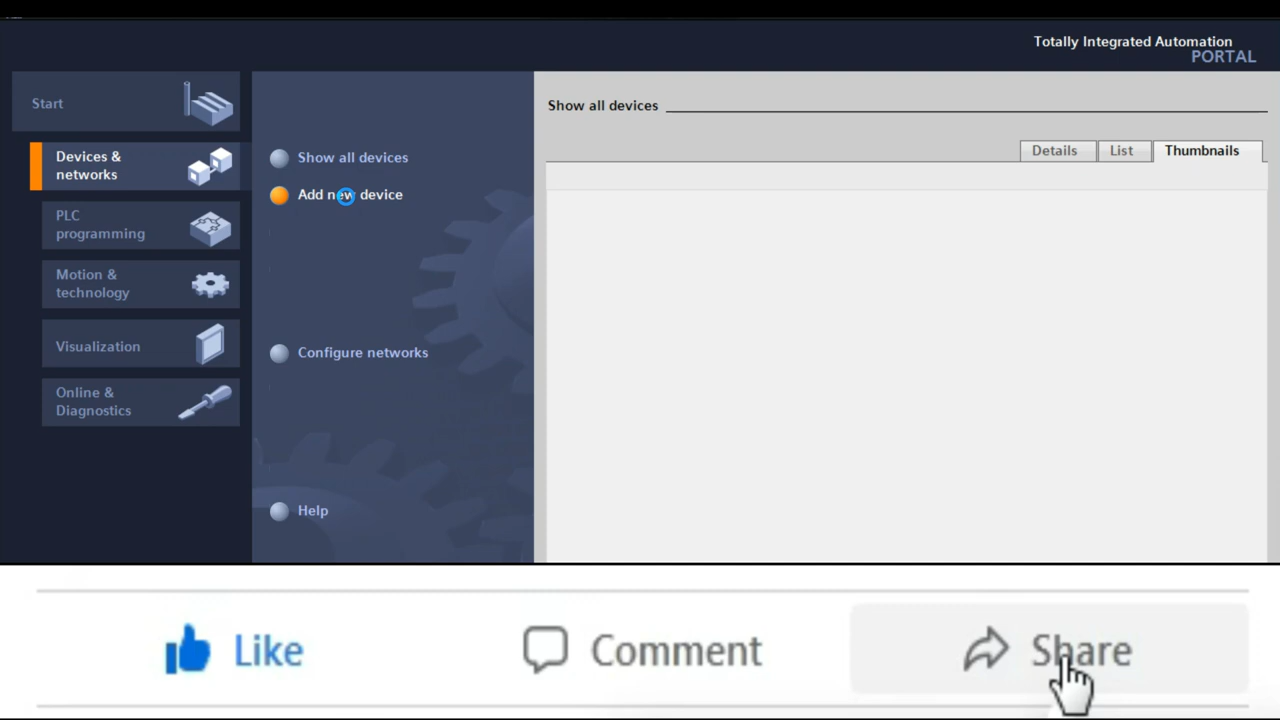 Totally Integrated Automation
PORTAL
Start
Devices &
networks
PLC
programming
Motion &
technology
Visualization
Online &
Diagnostics
Show all devices
Add new device
Configure networks
Help
Show all devices
Details
List
Thumbnails
Like
Comment
Share